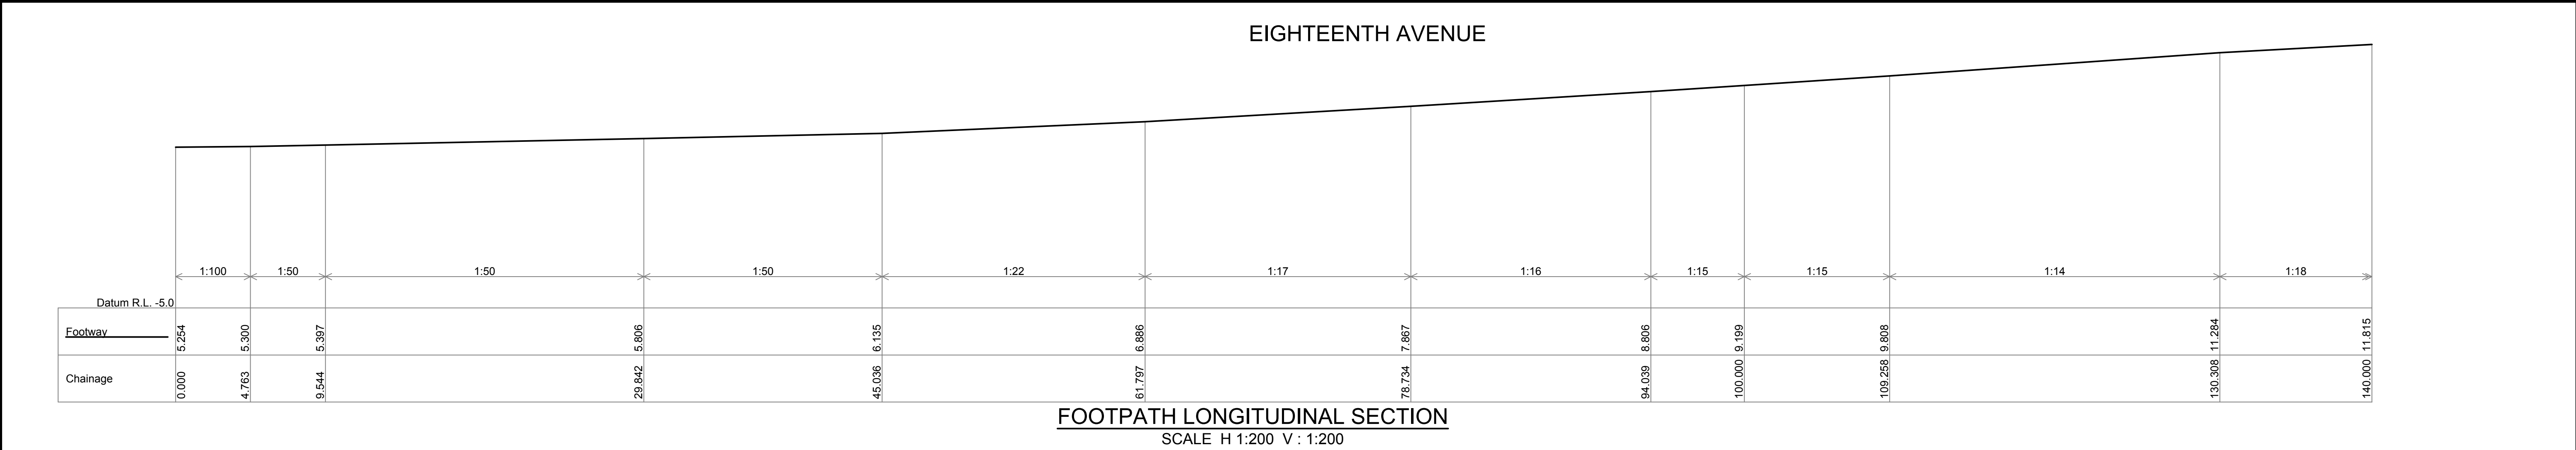 EIGHTEENTH AVENUE
1:100 1:50 1:50 1:50 1:22 1:17 1:16 1:15 1:15 1:14 1:18
Datum R.L. -5.0
Footway 5.254 5.300 5.397 5.806 6.135 6.886 7.867 8.806 9.199 9.808 11.284 11.815
Chainage 0.000 4.763 9.544 29.842 45.036 61.797 78.734 94.039 100.000 109.258 130.308 140.000
FOOTPATH LONGITUDINAL SECTION
SCALE H 1:200 V : 1:200